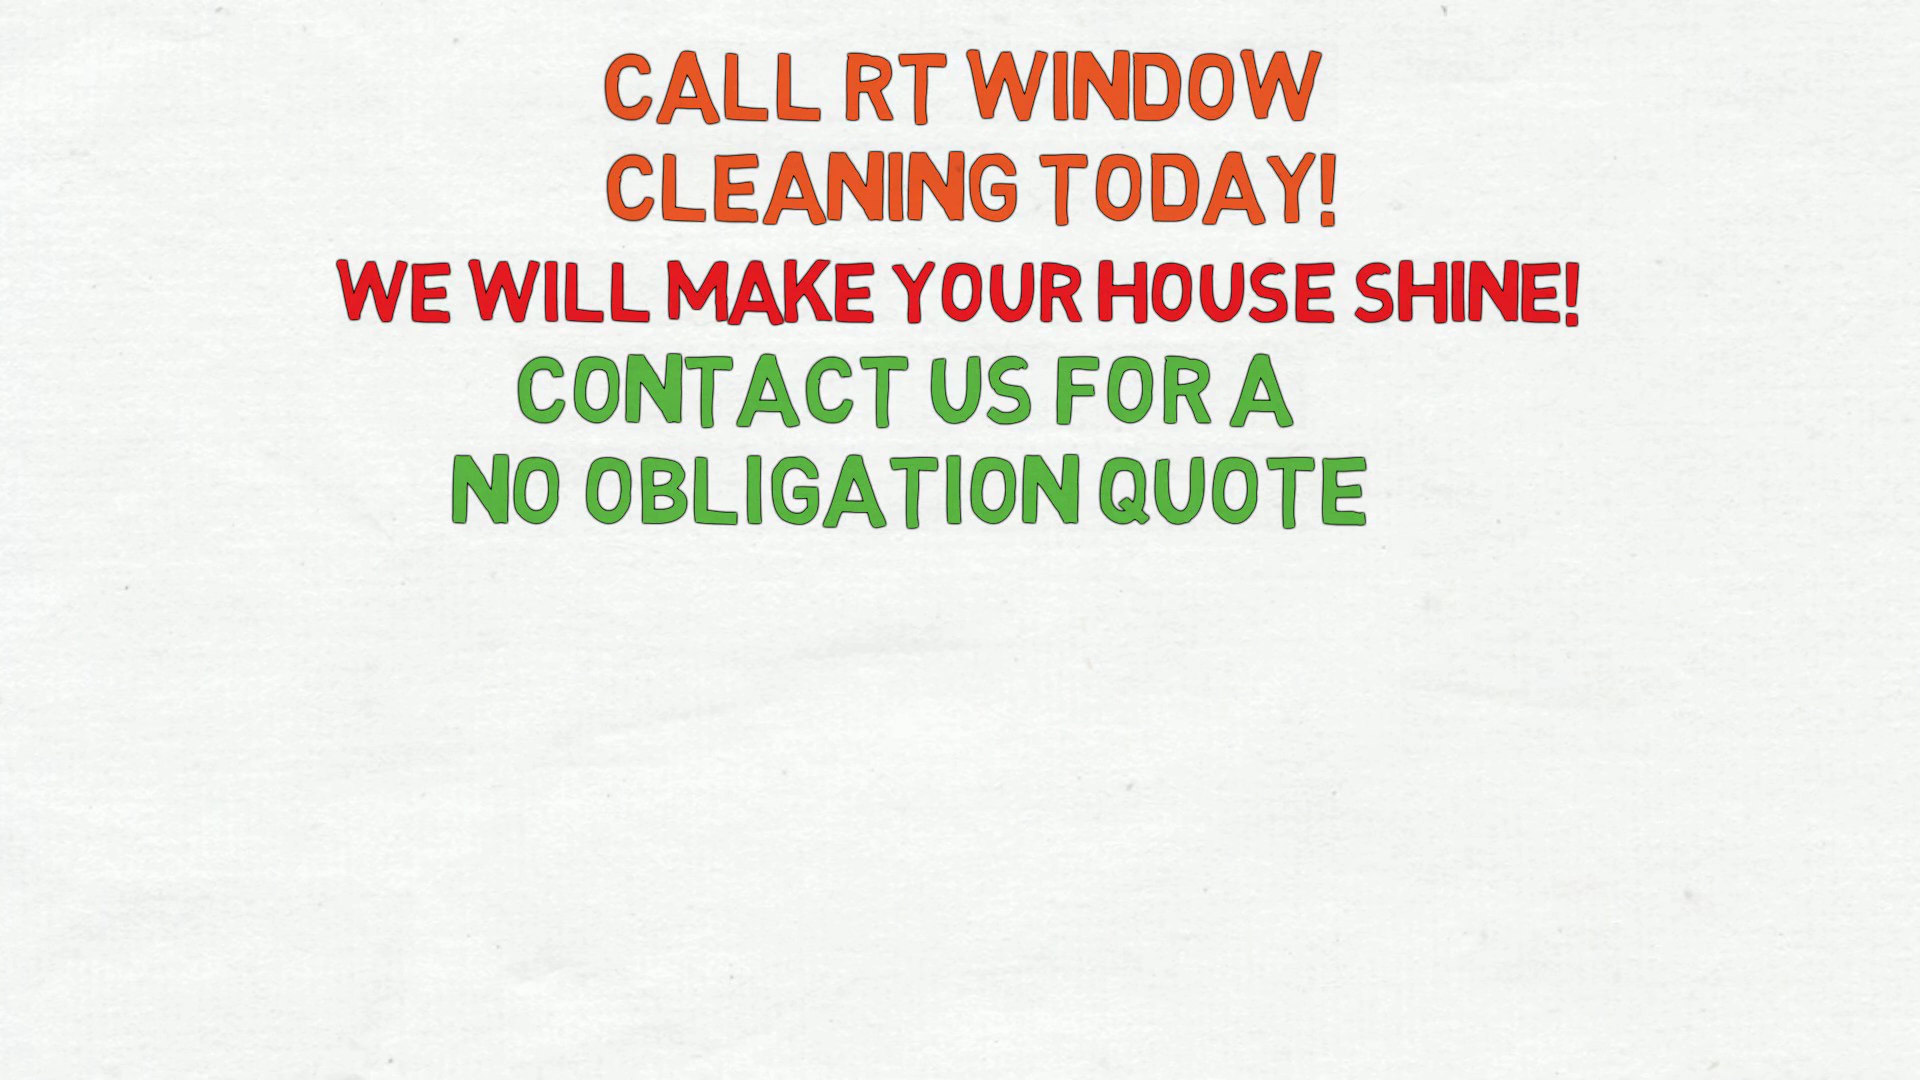 CALL RT WINDOW
CLEANING TODAY!
WE WILL MAKE YOUR HOUSE SHINE!
CONTACT US FOR A
NO OBLIGATION QUOTE